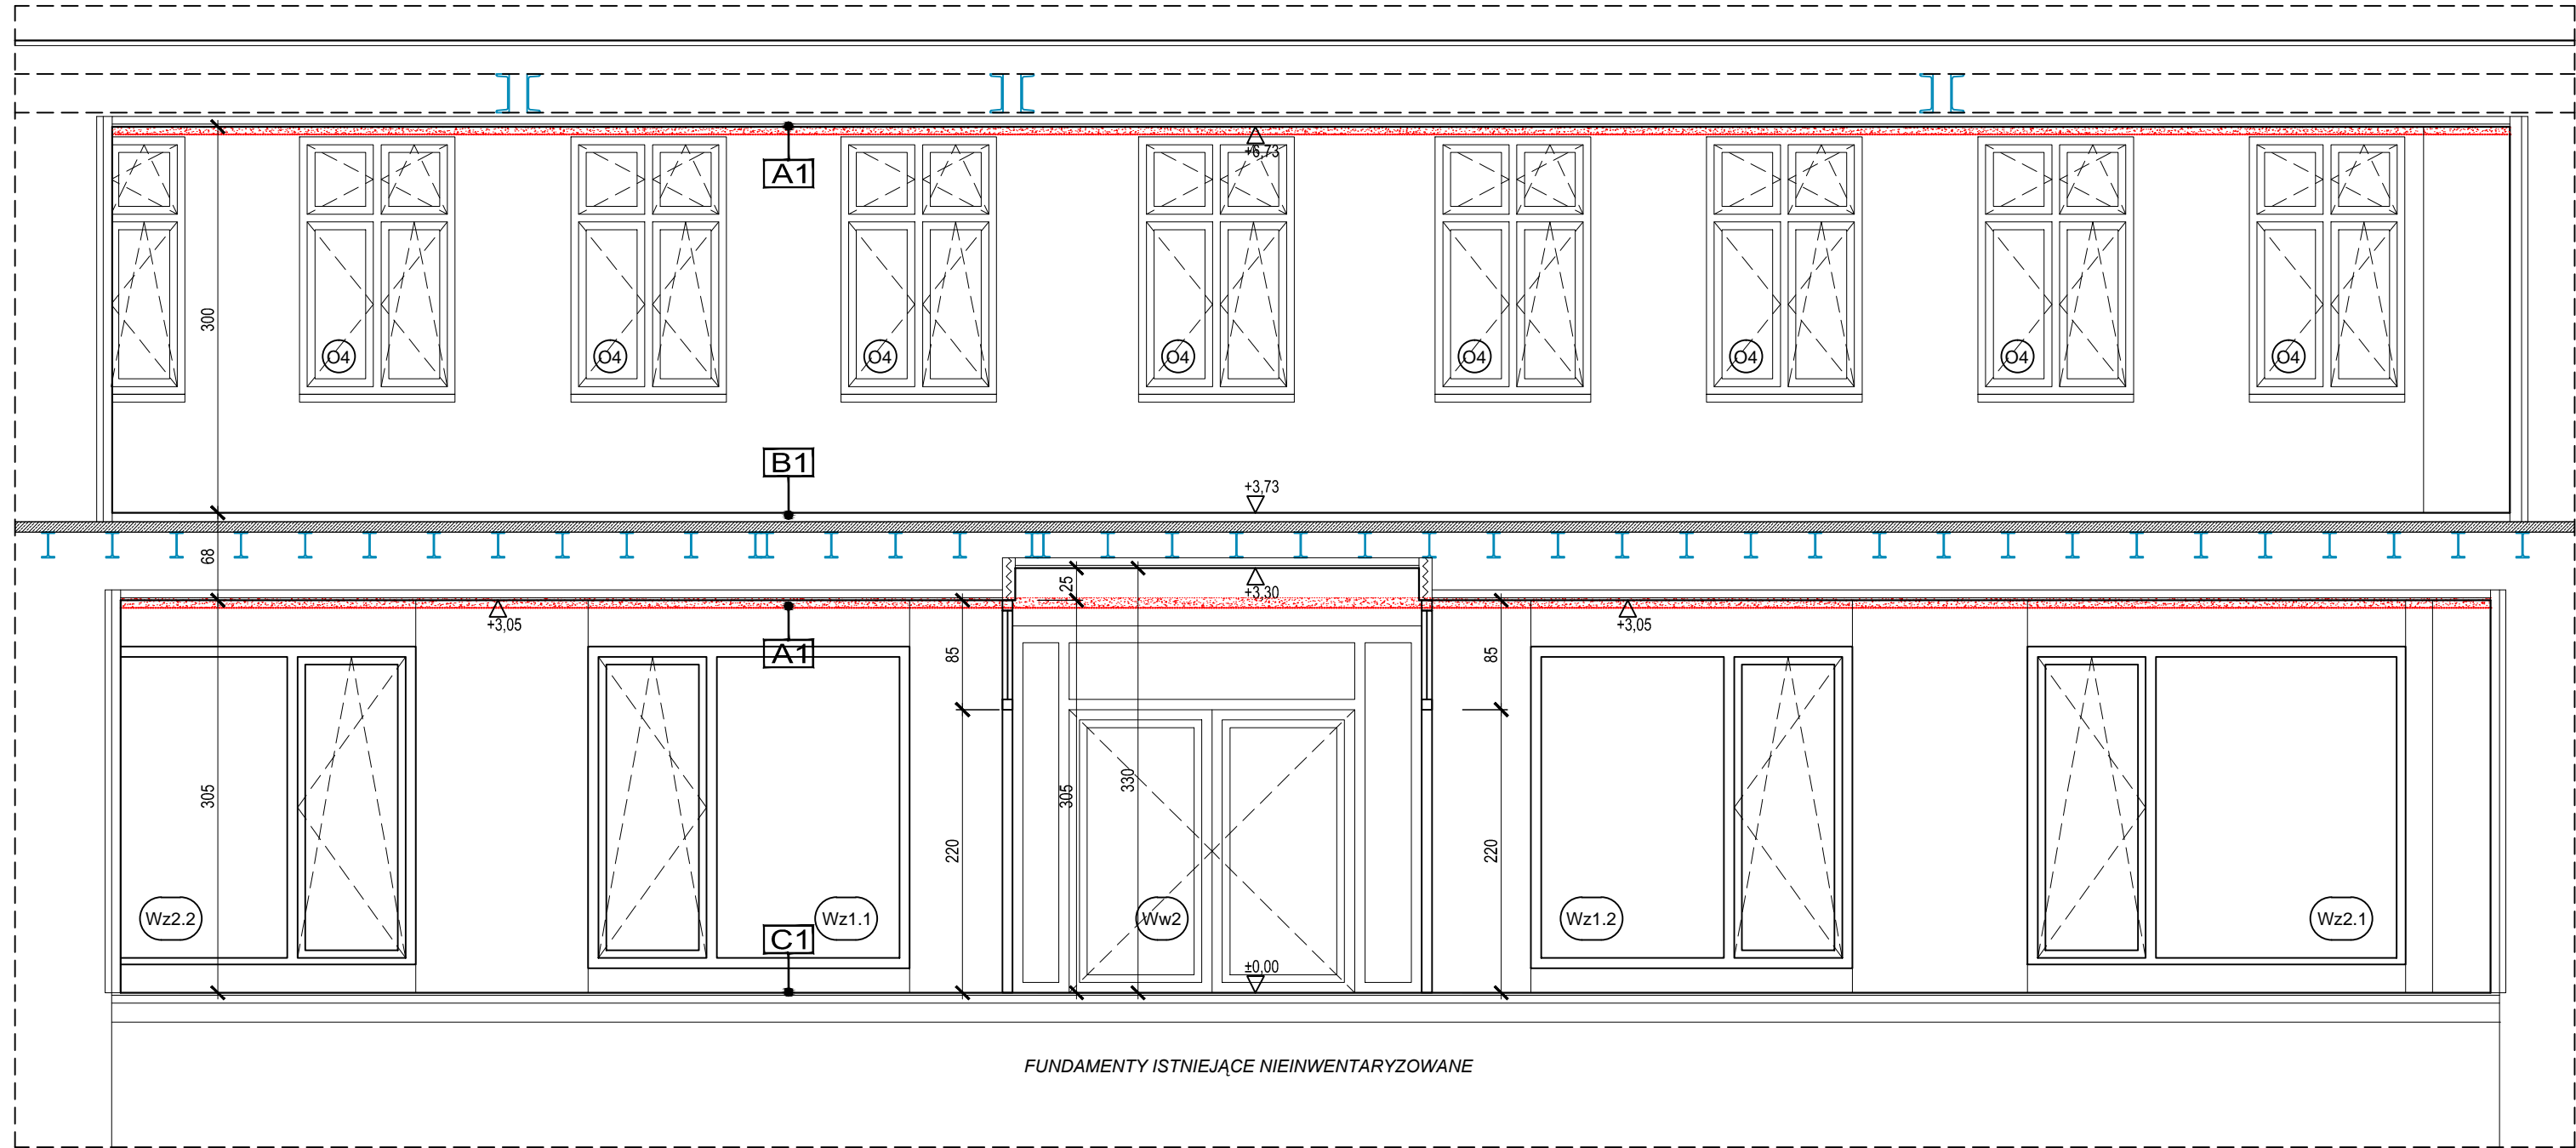 +6,73
A1
300
O4
O4
O4
O4
O4
O4
O4
O4
B1
+3,73
68
25
+3,30
+3,05
+3,05
A1
85
85
305
305
330
220
220
Wz2.2
Wz1.1
Ww2
Wz1.2
Wz2.1
C1
±0,00
FUNDAMENTY ISTNIEJĄCE NIEINWENTARYZOWANE